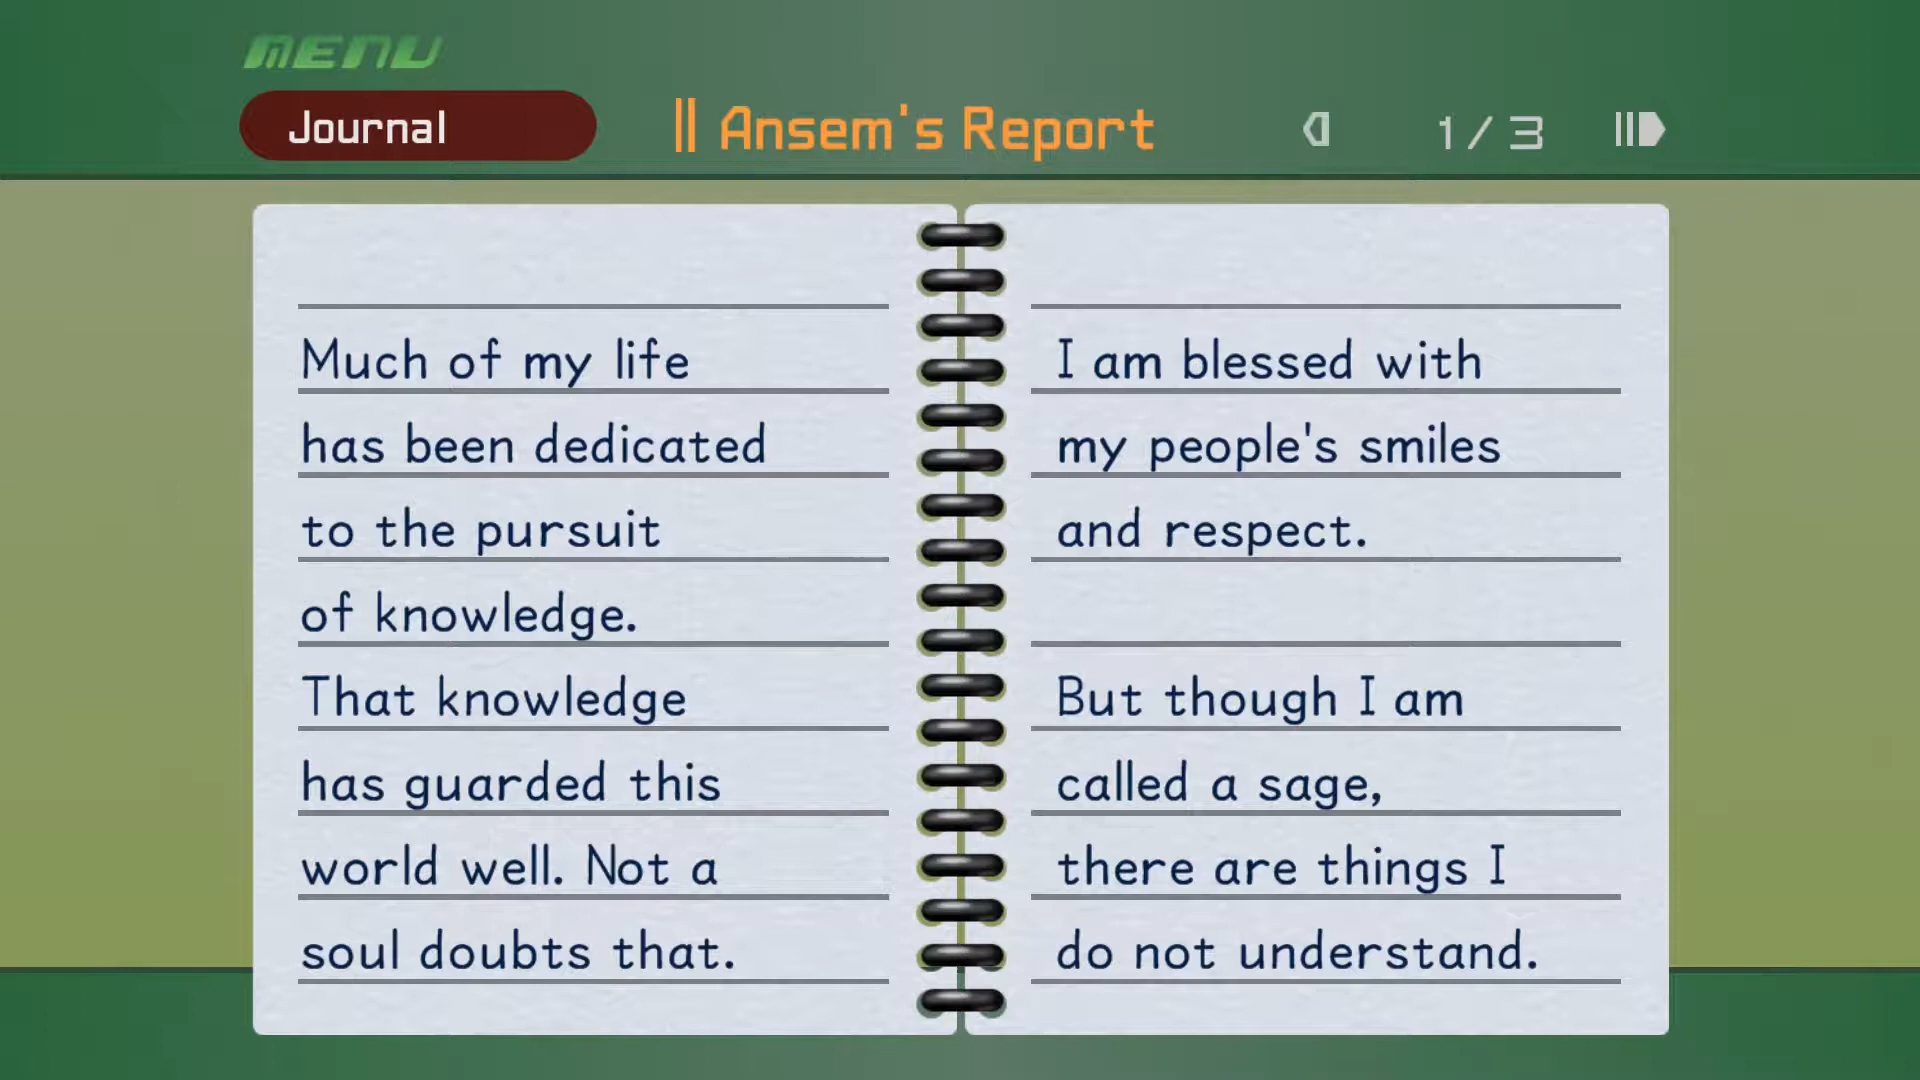 MENU
Journal
Ansem's Report
1/3
Much of my life
has been dedicated
to the pursuit
of knowledge.
That knowledge
has guarded this
world well. Not a
soul doubts that.
I am blessed with
my people's smiles
and respect.
But though I am
called a sage,
there are things I
do not understand.